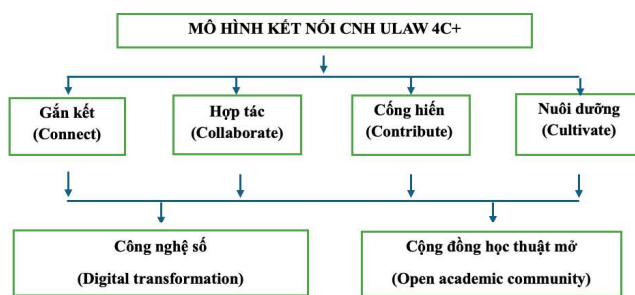 MÔ HÌNH KẾT NỐI CNH ULAW 4C+
Gắn kết
(Connect)
Hợp tác
(Collaborate)
Cống hiến
(Contribute)
Nuôi dưỡng
(Cultivate)
Công nghệ số
(Digital transformation)
Cộng đồng học thuật mở
(Open academic community)